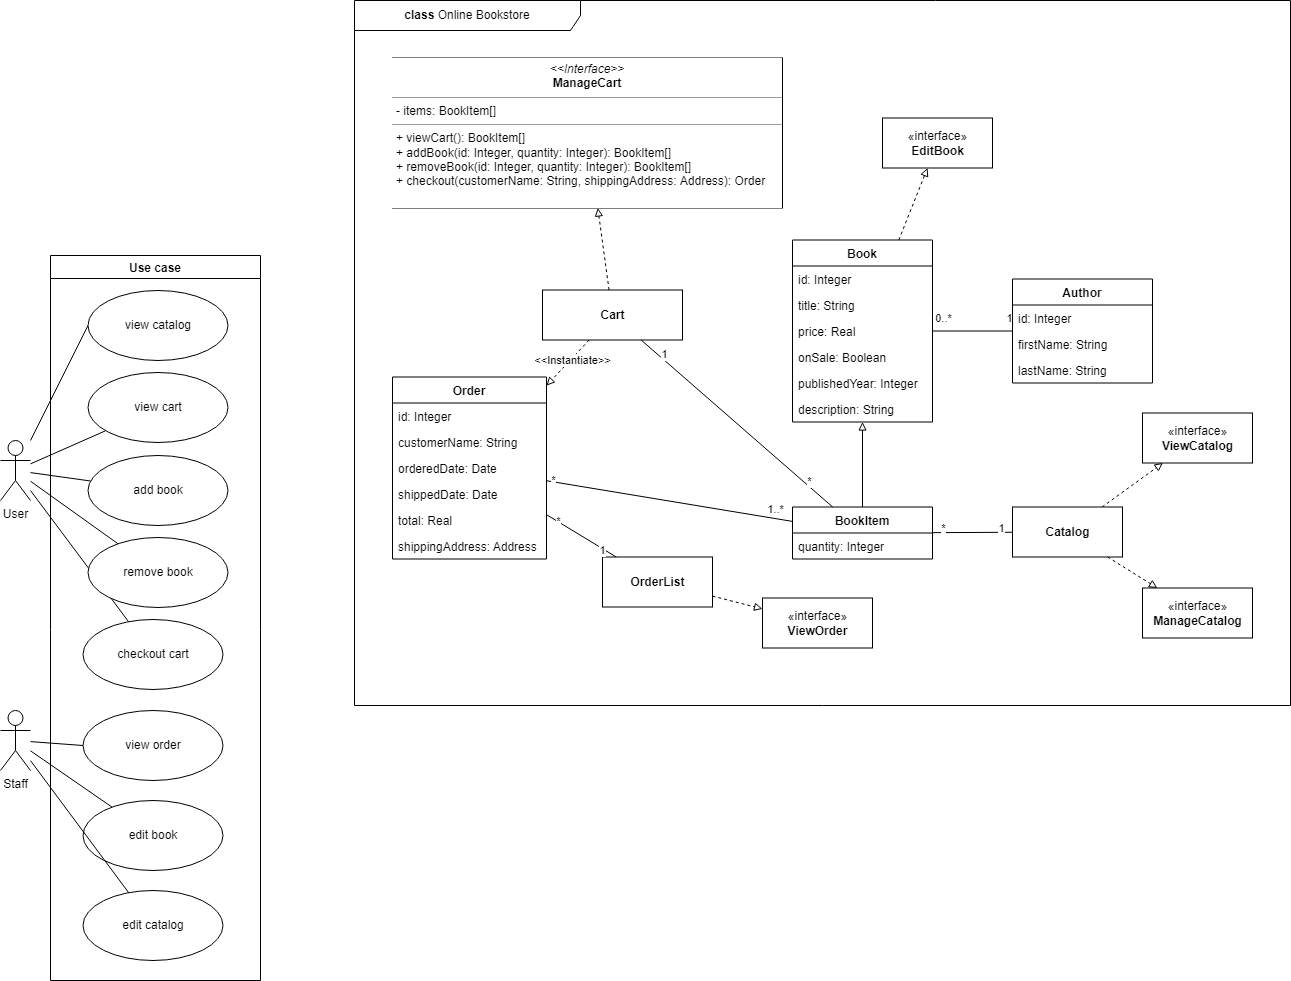 class Online Bookstore
<<Interface>>
ManageCart
- items: BookItem[]
+ viewCart(): BookItem[]
+ addBook(id: Integer, quantity: Integer): BookItem[]
+ removeBook(id: Integer, quantity: Integer): BookItem[]
+ checkout(customerName: String, shippingAddress: Address): Order
«interface»
EditBook
Use case
view catalog
view cart
add book
remove book
checkout cart
view order
edit book
edit catalog
User
Staff
Cart
<<Instantiate>>
1
*
Order
id: Integer
customerName: String
orderedDate: Date
shippedDate: Date
total: Real
shippingAddress: Address
*
1..*
*
1
OrderList
«interface»
ViewOrder
Book
id: Integer
title: String
price: Real
onSale: Boolean
publishedYear: Integer
description: String
0..*
1
Author
id: Integer
firstName: String
lastName: String
BookItem
quantity: Integer
*
1
Catalog
«interface»
ViewCatalog
«interface»
ManageCatalog